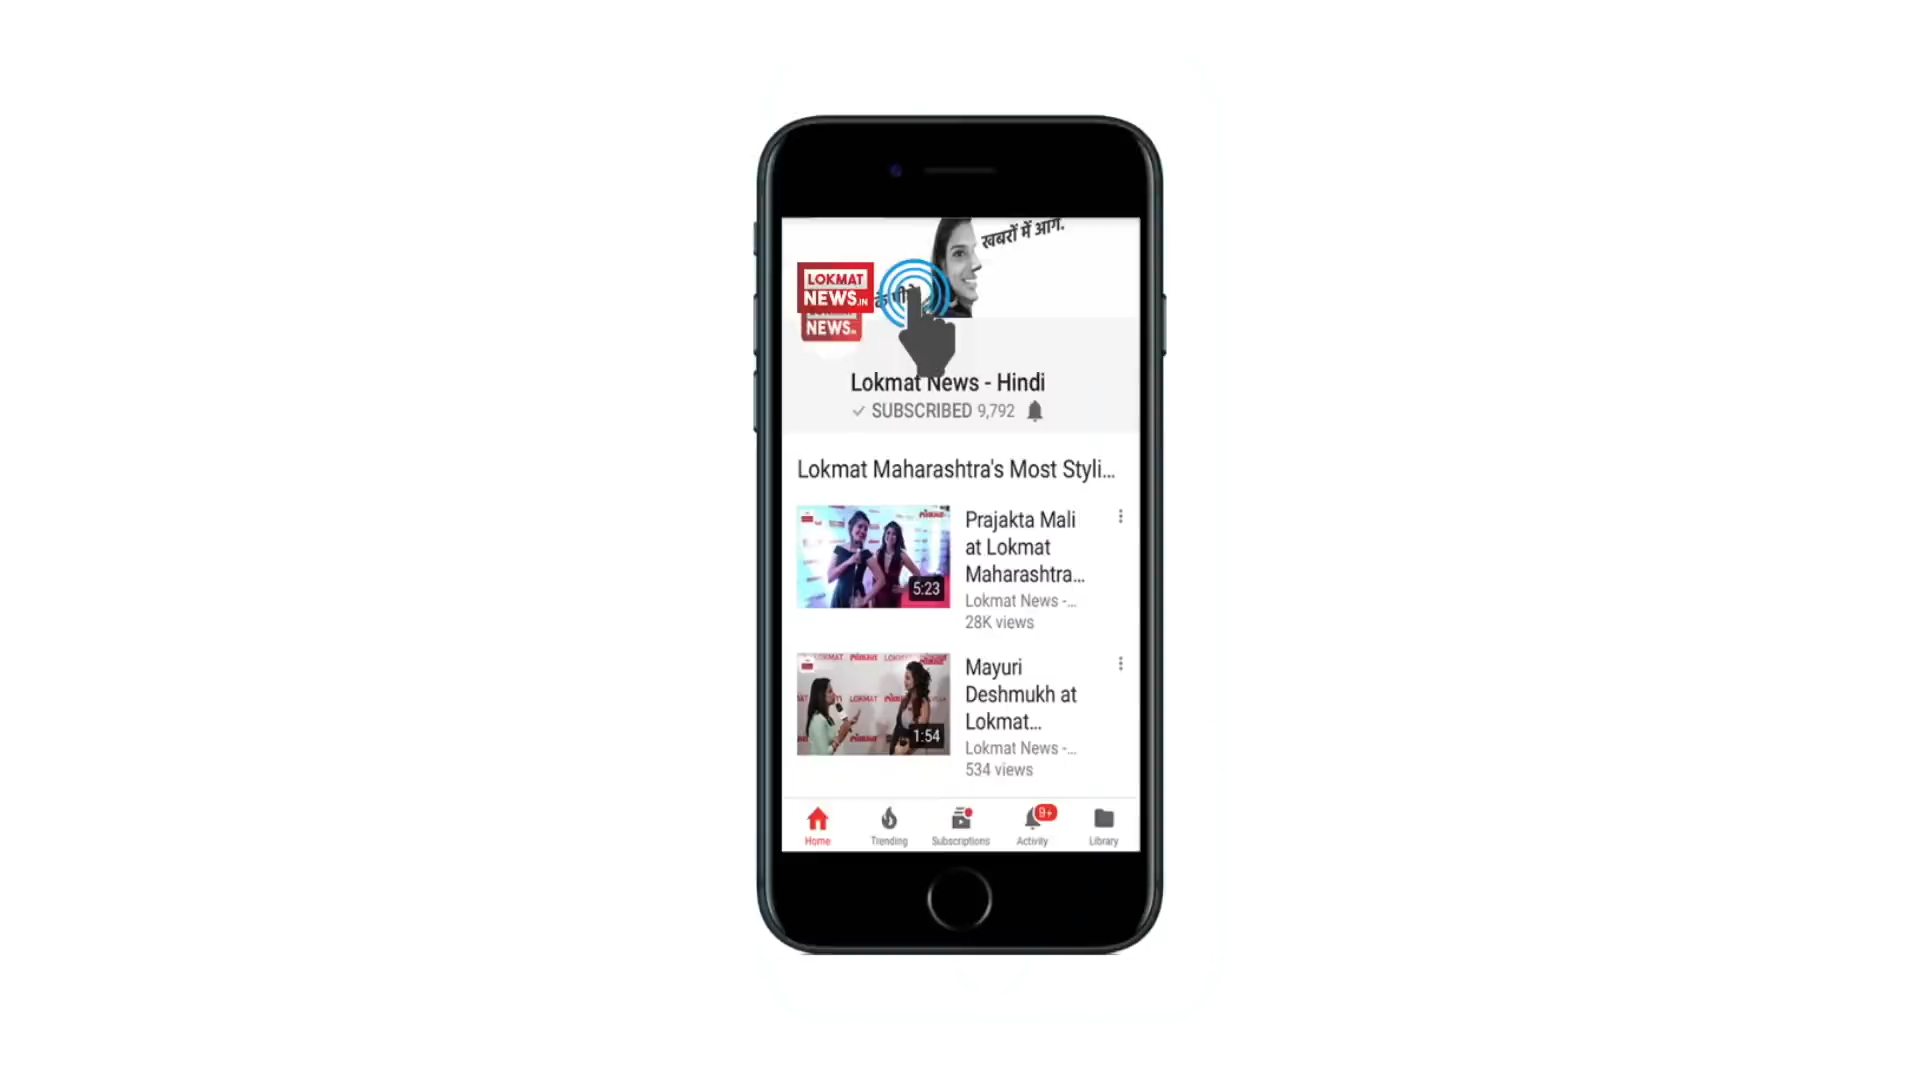 खबरों में आगे.
LOKMAT
NEWS.IN
के पीछे
NEWS.IN
Lokmat News - Hindi
SUBSCRIBED 9,792
Lokmat Maharashtra's Most Styli...
Prajakta Mali
at Lokmat
Maharashtra...
Lokmat News -...
28K views
5:23
Mayuri
Deshmukh at
Lokmat...
Lokmat News -...
534 views
LOKMAT
1:54
Home
Trending
Subscriptions
9+
Activity
Library